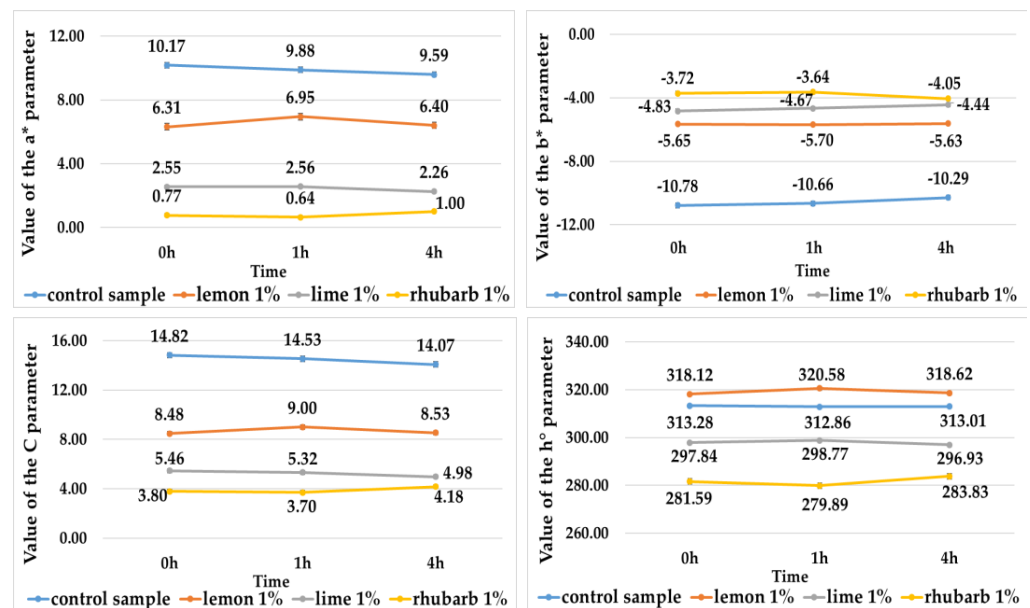 Value of the a* parameter
12.00
8.00
4.00
0.00
10.17 9.88 9.59
6.31 6.95 6.40
2.55 2.56 2.26
0.77 0.64 1.00
0h 1h 4h
Time
control sample lemon 1% lime 1% rhubarb 1%
Value of the b* parameter
0.00
-4.00
-8.00
-12.00
-3.72 -3.64 -4.05
-4.83 -4.67 -4.44
-5.65 -5.70 -5.63
-10.78 -10.66 -10.29
0h 1h 4h
Time
control sample lemon 1% lime 1% rhubarb 1%
Value of the C parameter
16.00
12.00
8.00
4.00
0.00
14.82 14.53 14.07
8.48 9.00 8.53
5.46 5.32 4.98
3.80 3.70 4.18
0h 1h 4h
Time
control sample lemon 1% lime 1% rhubarb 1%
Value of the h° parameter
340.00
320.00
300.00
280.00
260.00
318.12 320.58 318.62
313.28 312.86 313.01
297.84 298.77 296.93
281.59 279.89 283.83
0h 1h 4h
Time
control sample lemon 1% lime 1% rhubarb 1%